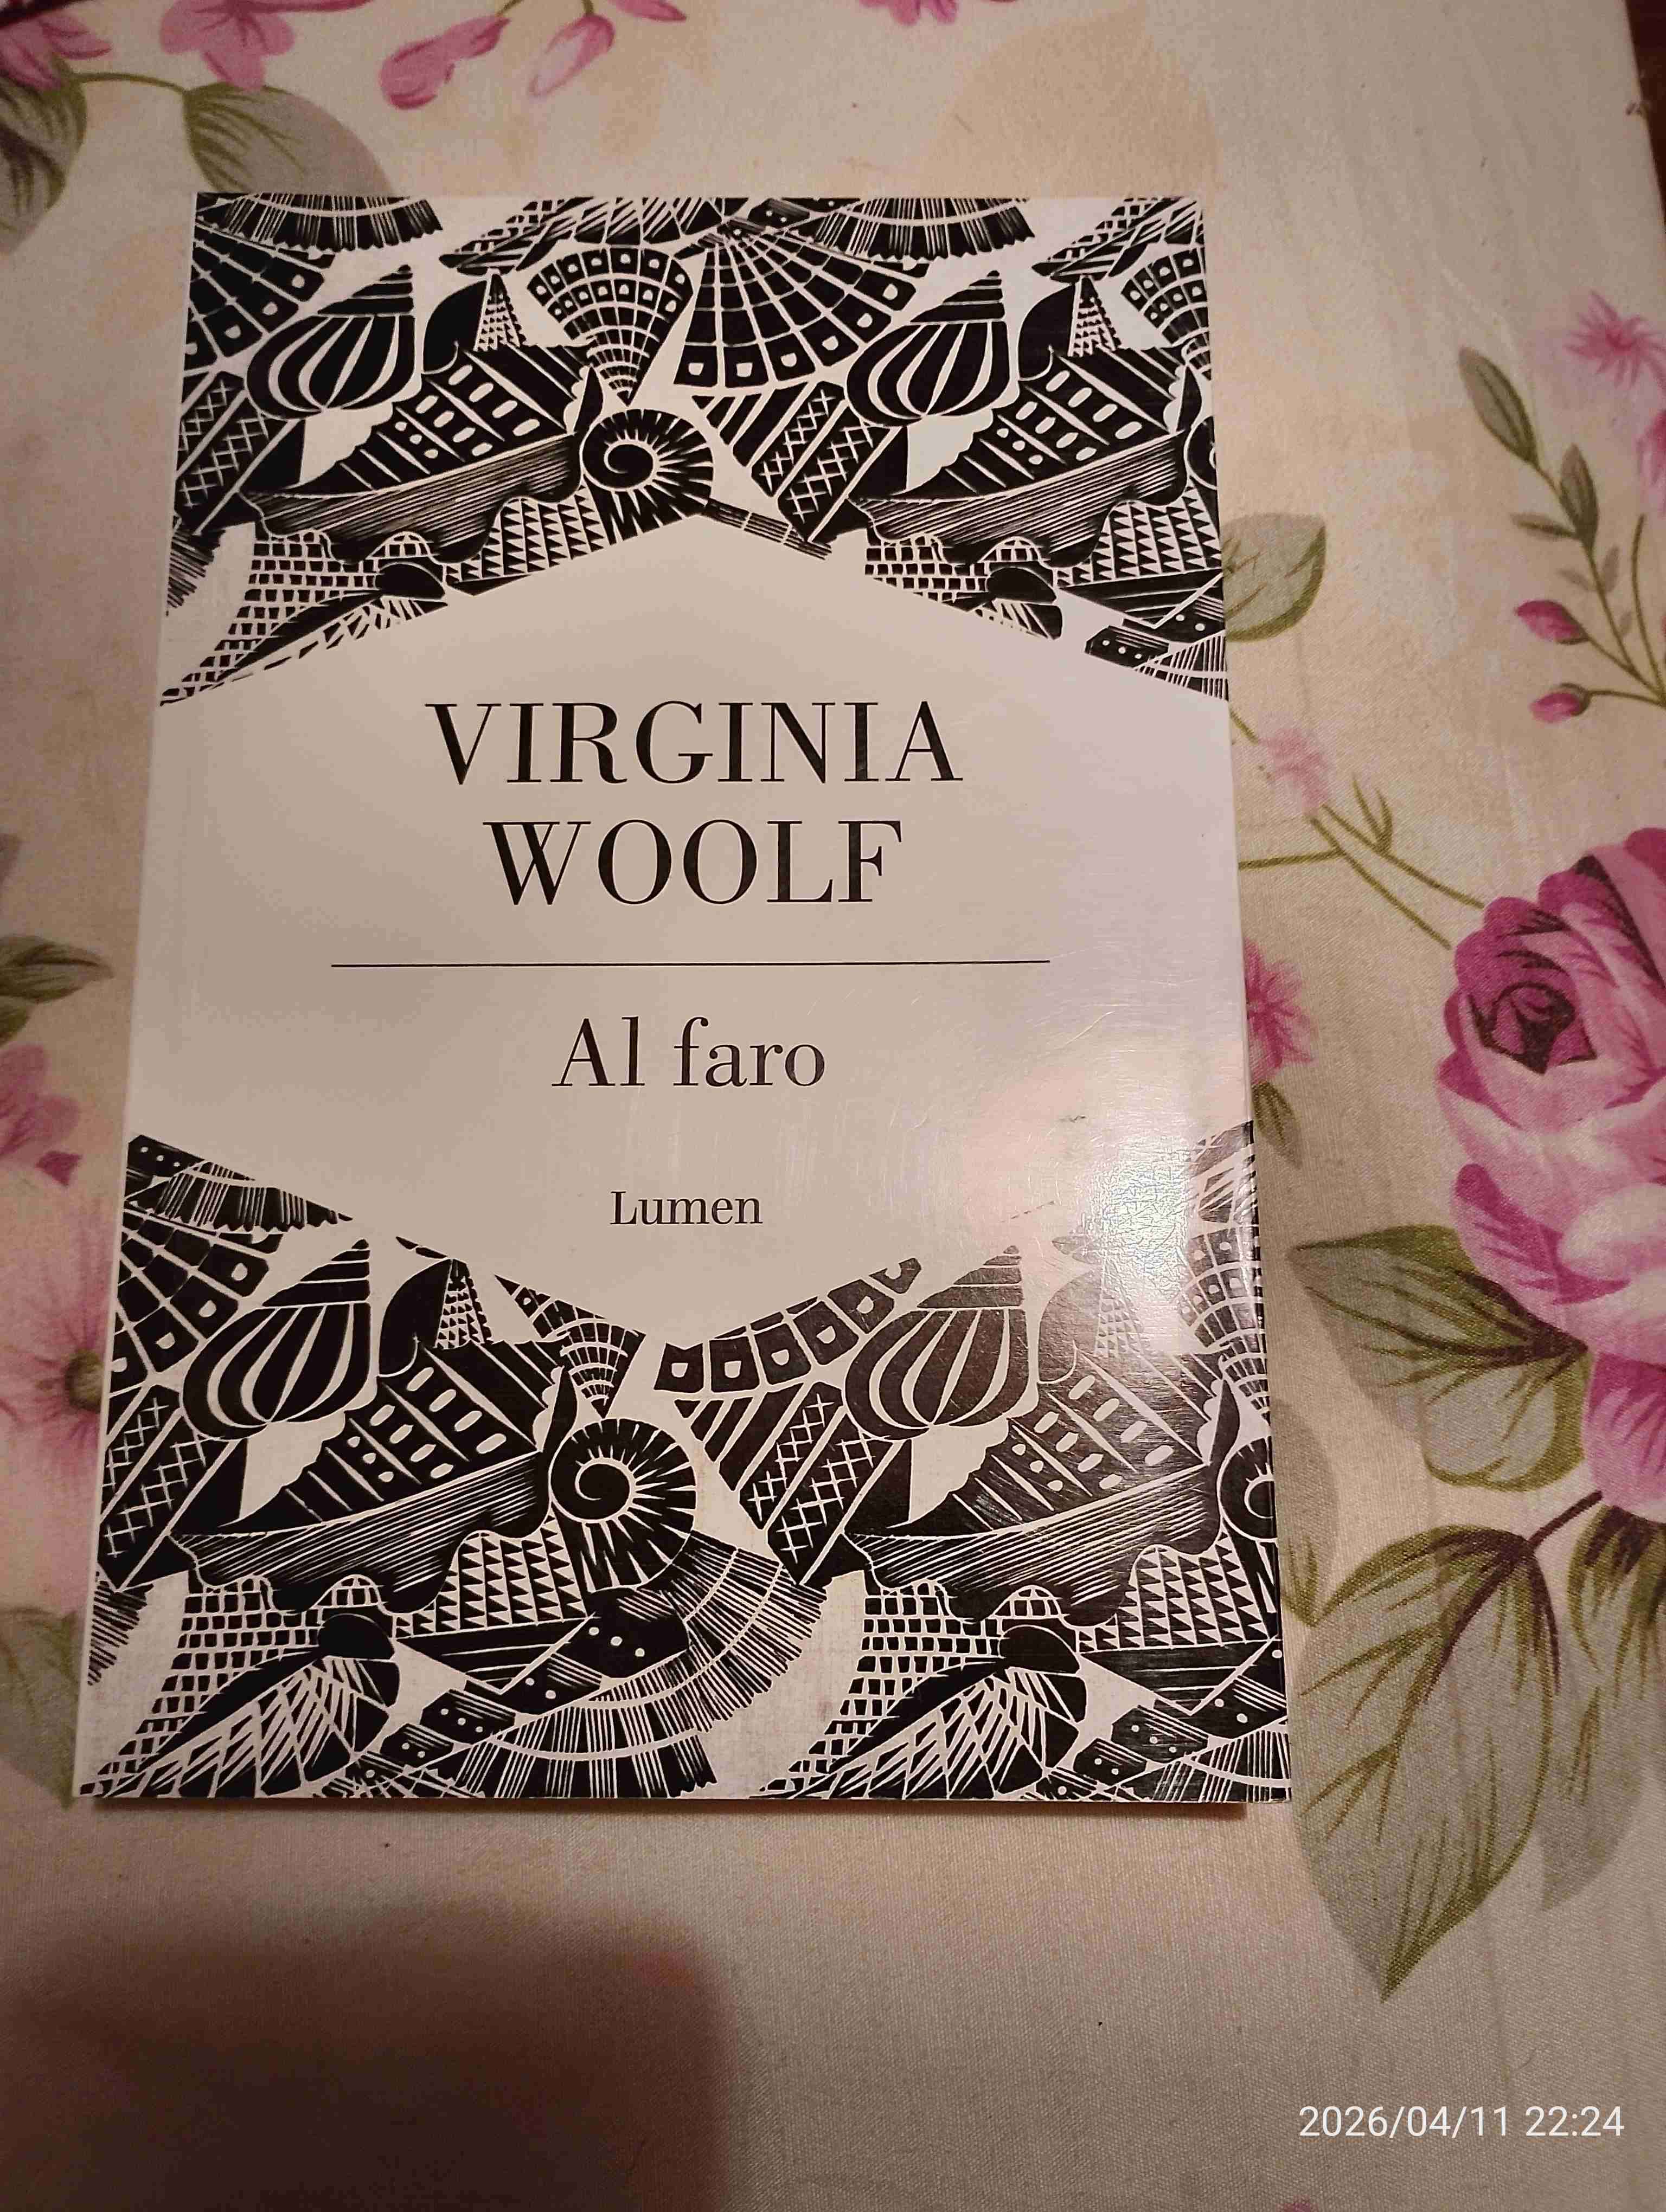 VIRGINIA
WOOLF
Al faro
Lumen
2026/04/11 22:24